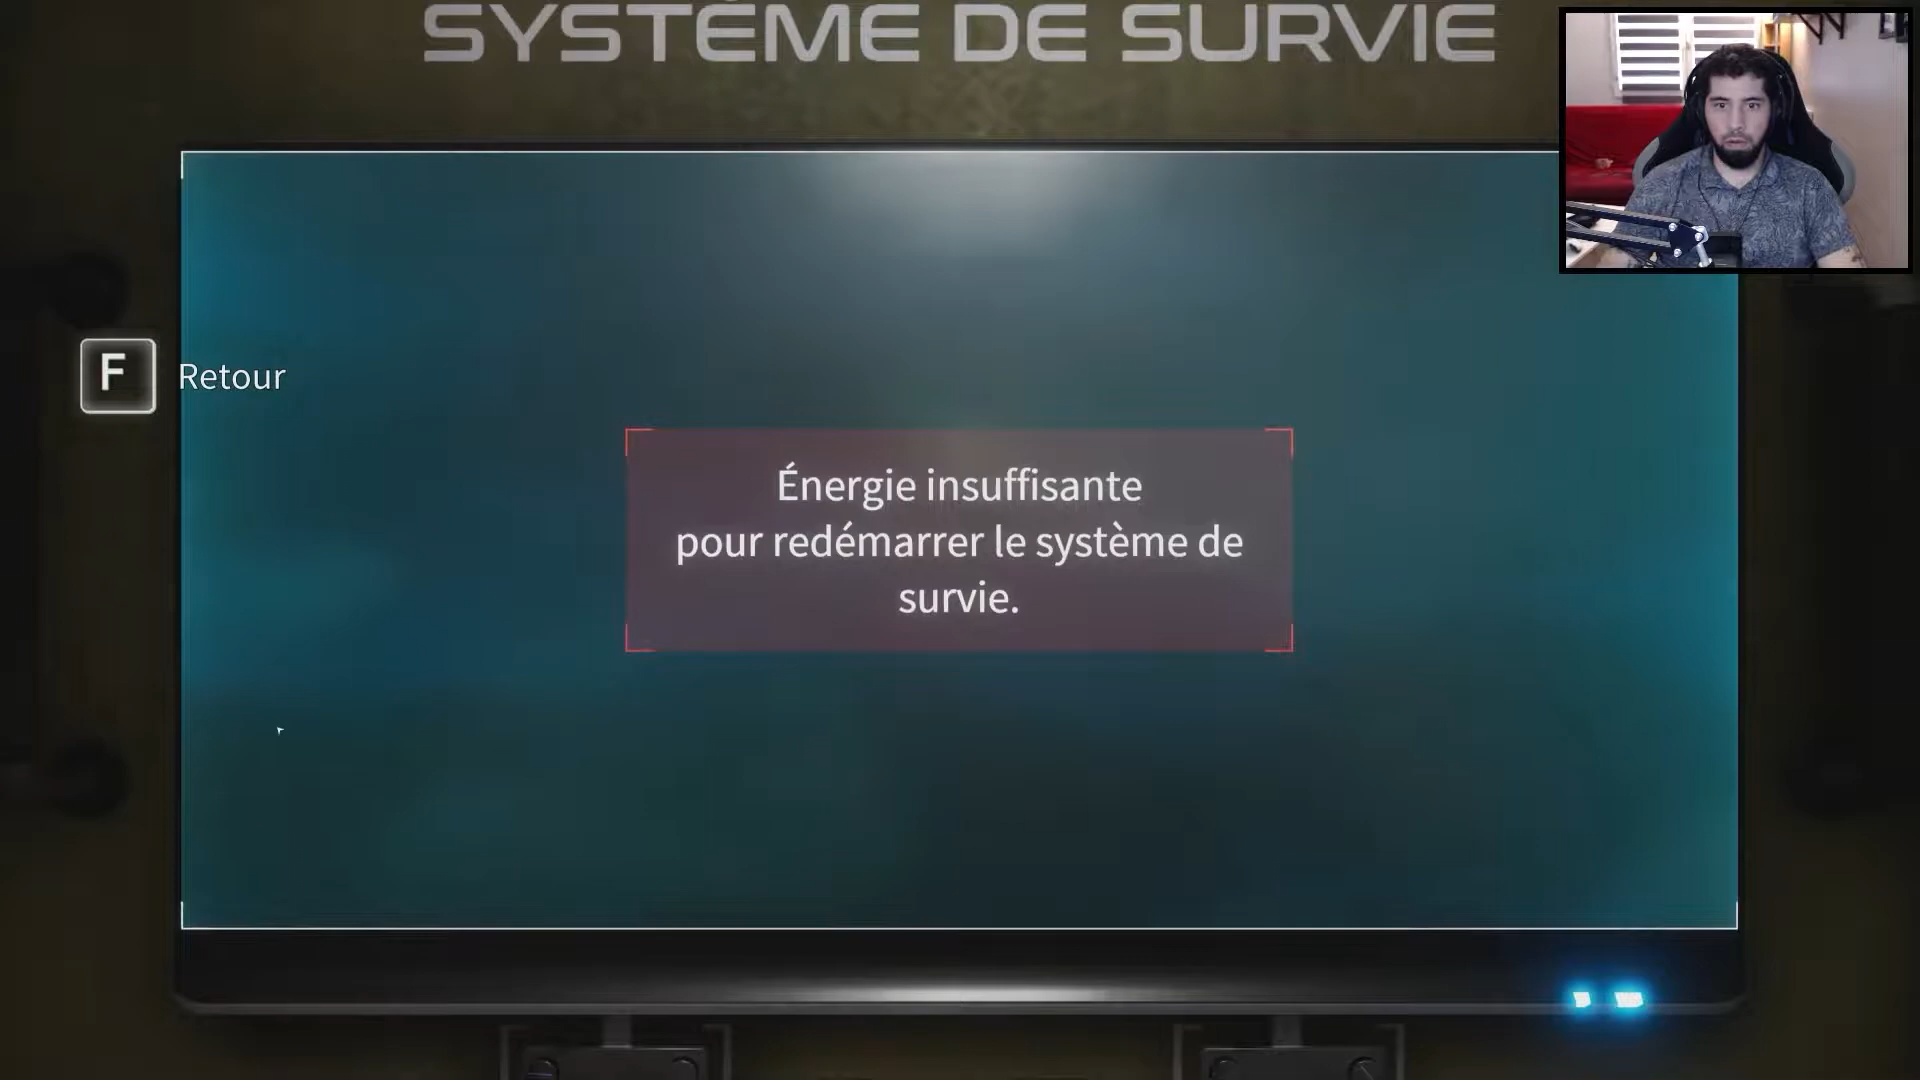 SYSTÈME DE SURVIE
F Retour
Énergie insuffisante
pour redémarrer le système de
survie.